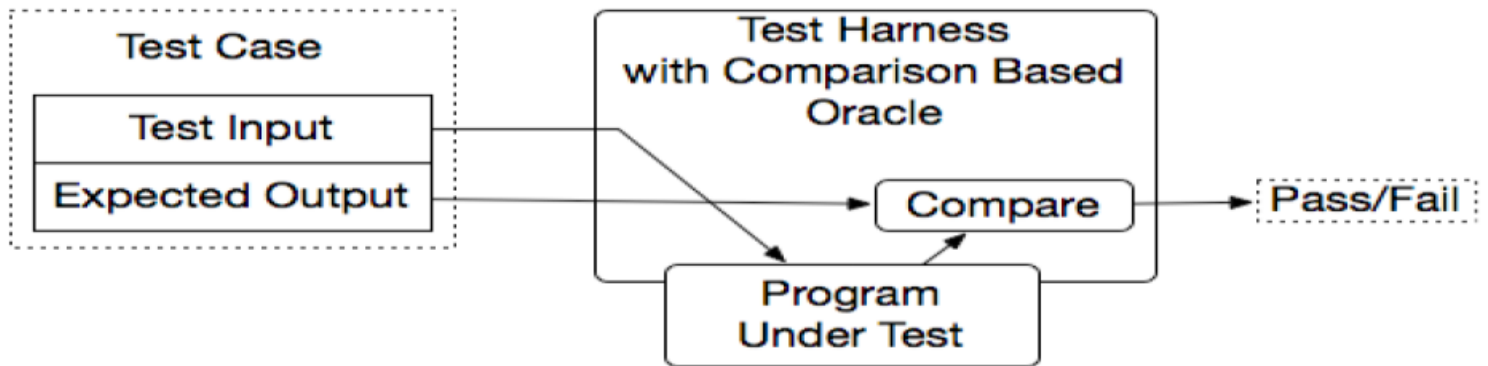 Test Case
Test Input
Expected Output
Test Harness
with Comparison Based
Oracle
Compare
Pass/Fail
Program
Under Test